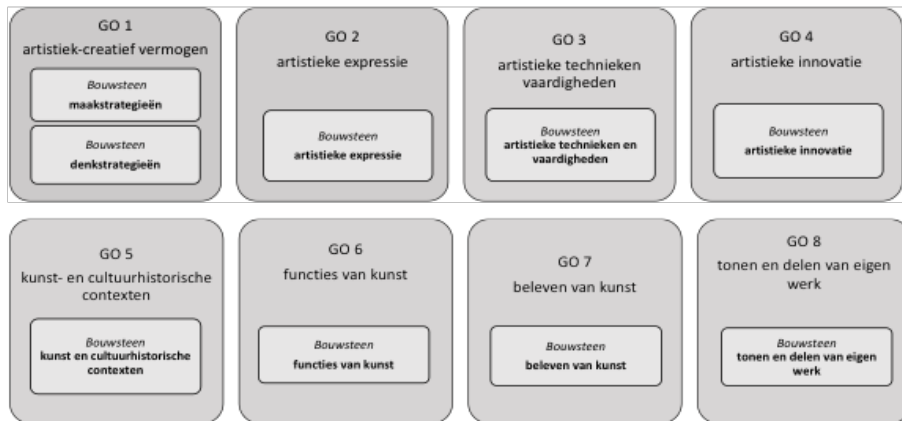 GO 1
artistiek-creatief vermogen
Bouwsteen
maakstrategieën
Bouwsteen
denkstrategieën
GO 2
artistieke expressie
Bouwsteen
artistieke expressie
GO 3
artistieke technieken
vaardigheden
Bouwsteen
artistieke technieken en
vaardigheden
GO 4
artistieke innovatie
Bouwsteen
artistieke innovatie
GO 5
kunst- en cultuurhistorische
contexten
Bouwsteen
kunst en cultuurhistorische
contexten
GO 6
functies van kunst
Bouwsteen
functies van kunst
GO 7
beleven van kunst
Bouwsteen
beleven van kunst
GO 8
tonen en delen van eigen
werk
Bouwsteen
tonen en delen van eigen
werk